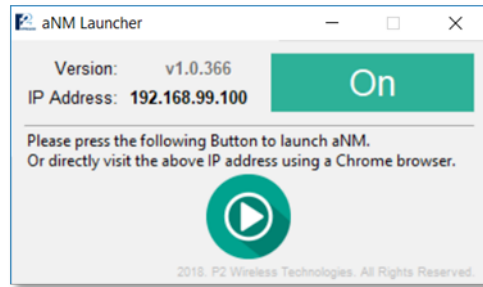 aNM Launcher
Version: v1.0.366
On
IP Address: 192.168.99.100
Please press the following Button to launch aNM.
Or directly visit the above IP address using a Chrome browser.
2018. P2 Wireless Technologies. All Rights Reserved.